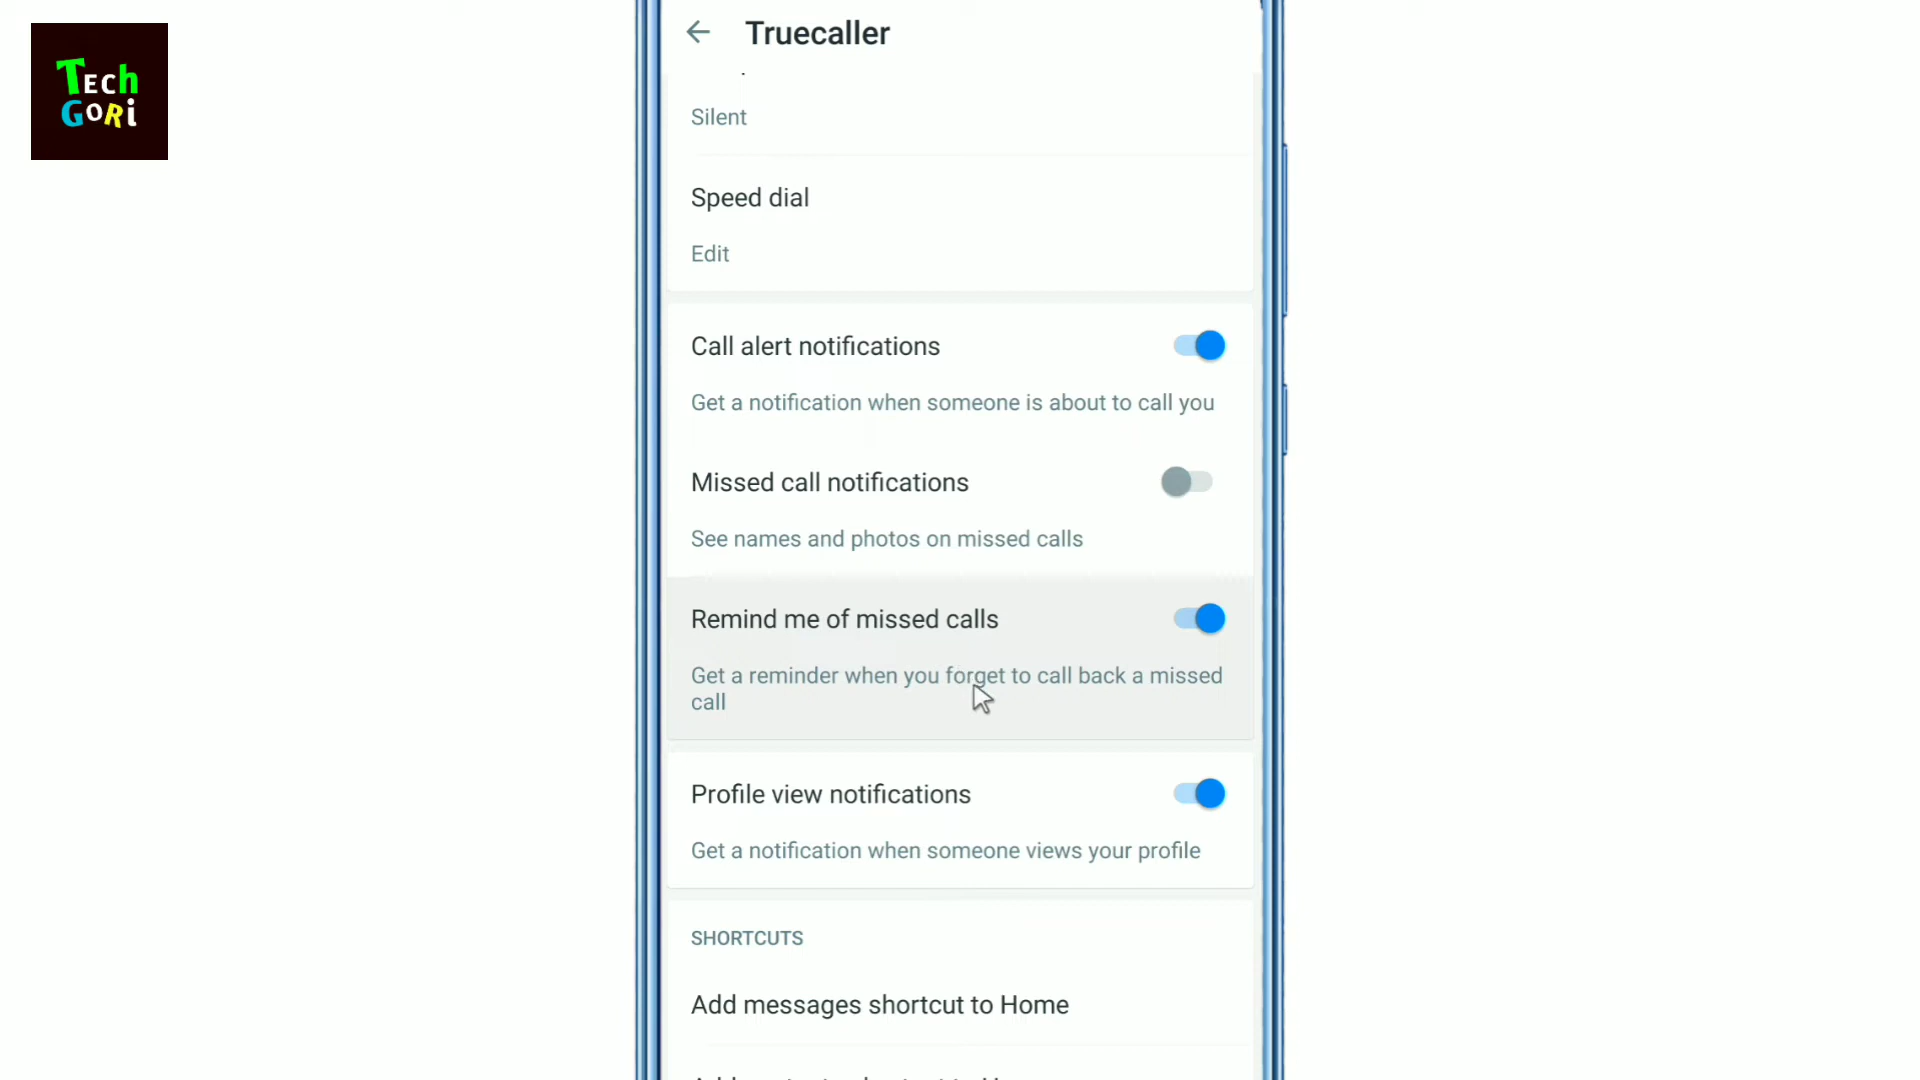 TECh
GoRi
Truecaller
Silent
Speed dial
Edit
Call alert notifications
Get a notification when someone is about to call you
Missed call notifications
See names and photos on missed calls
Remind me of missed calls
Get a reminder when you forget to call back a missed
call
Profile view notifications
Get a notification when someone views your profile
SHORTCUTS
Add messages shortcut to Home